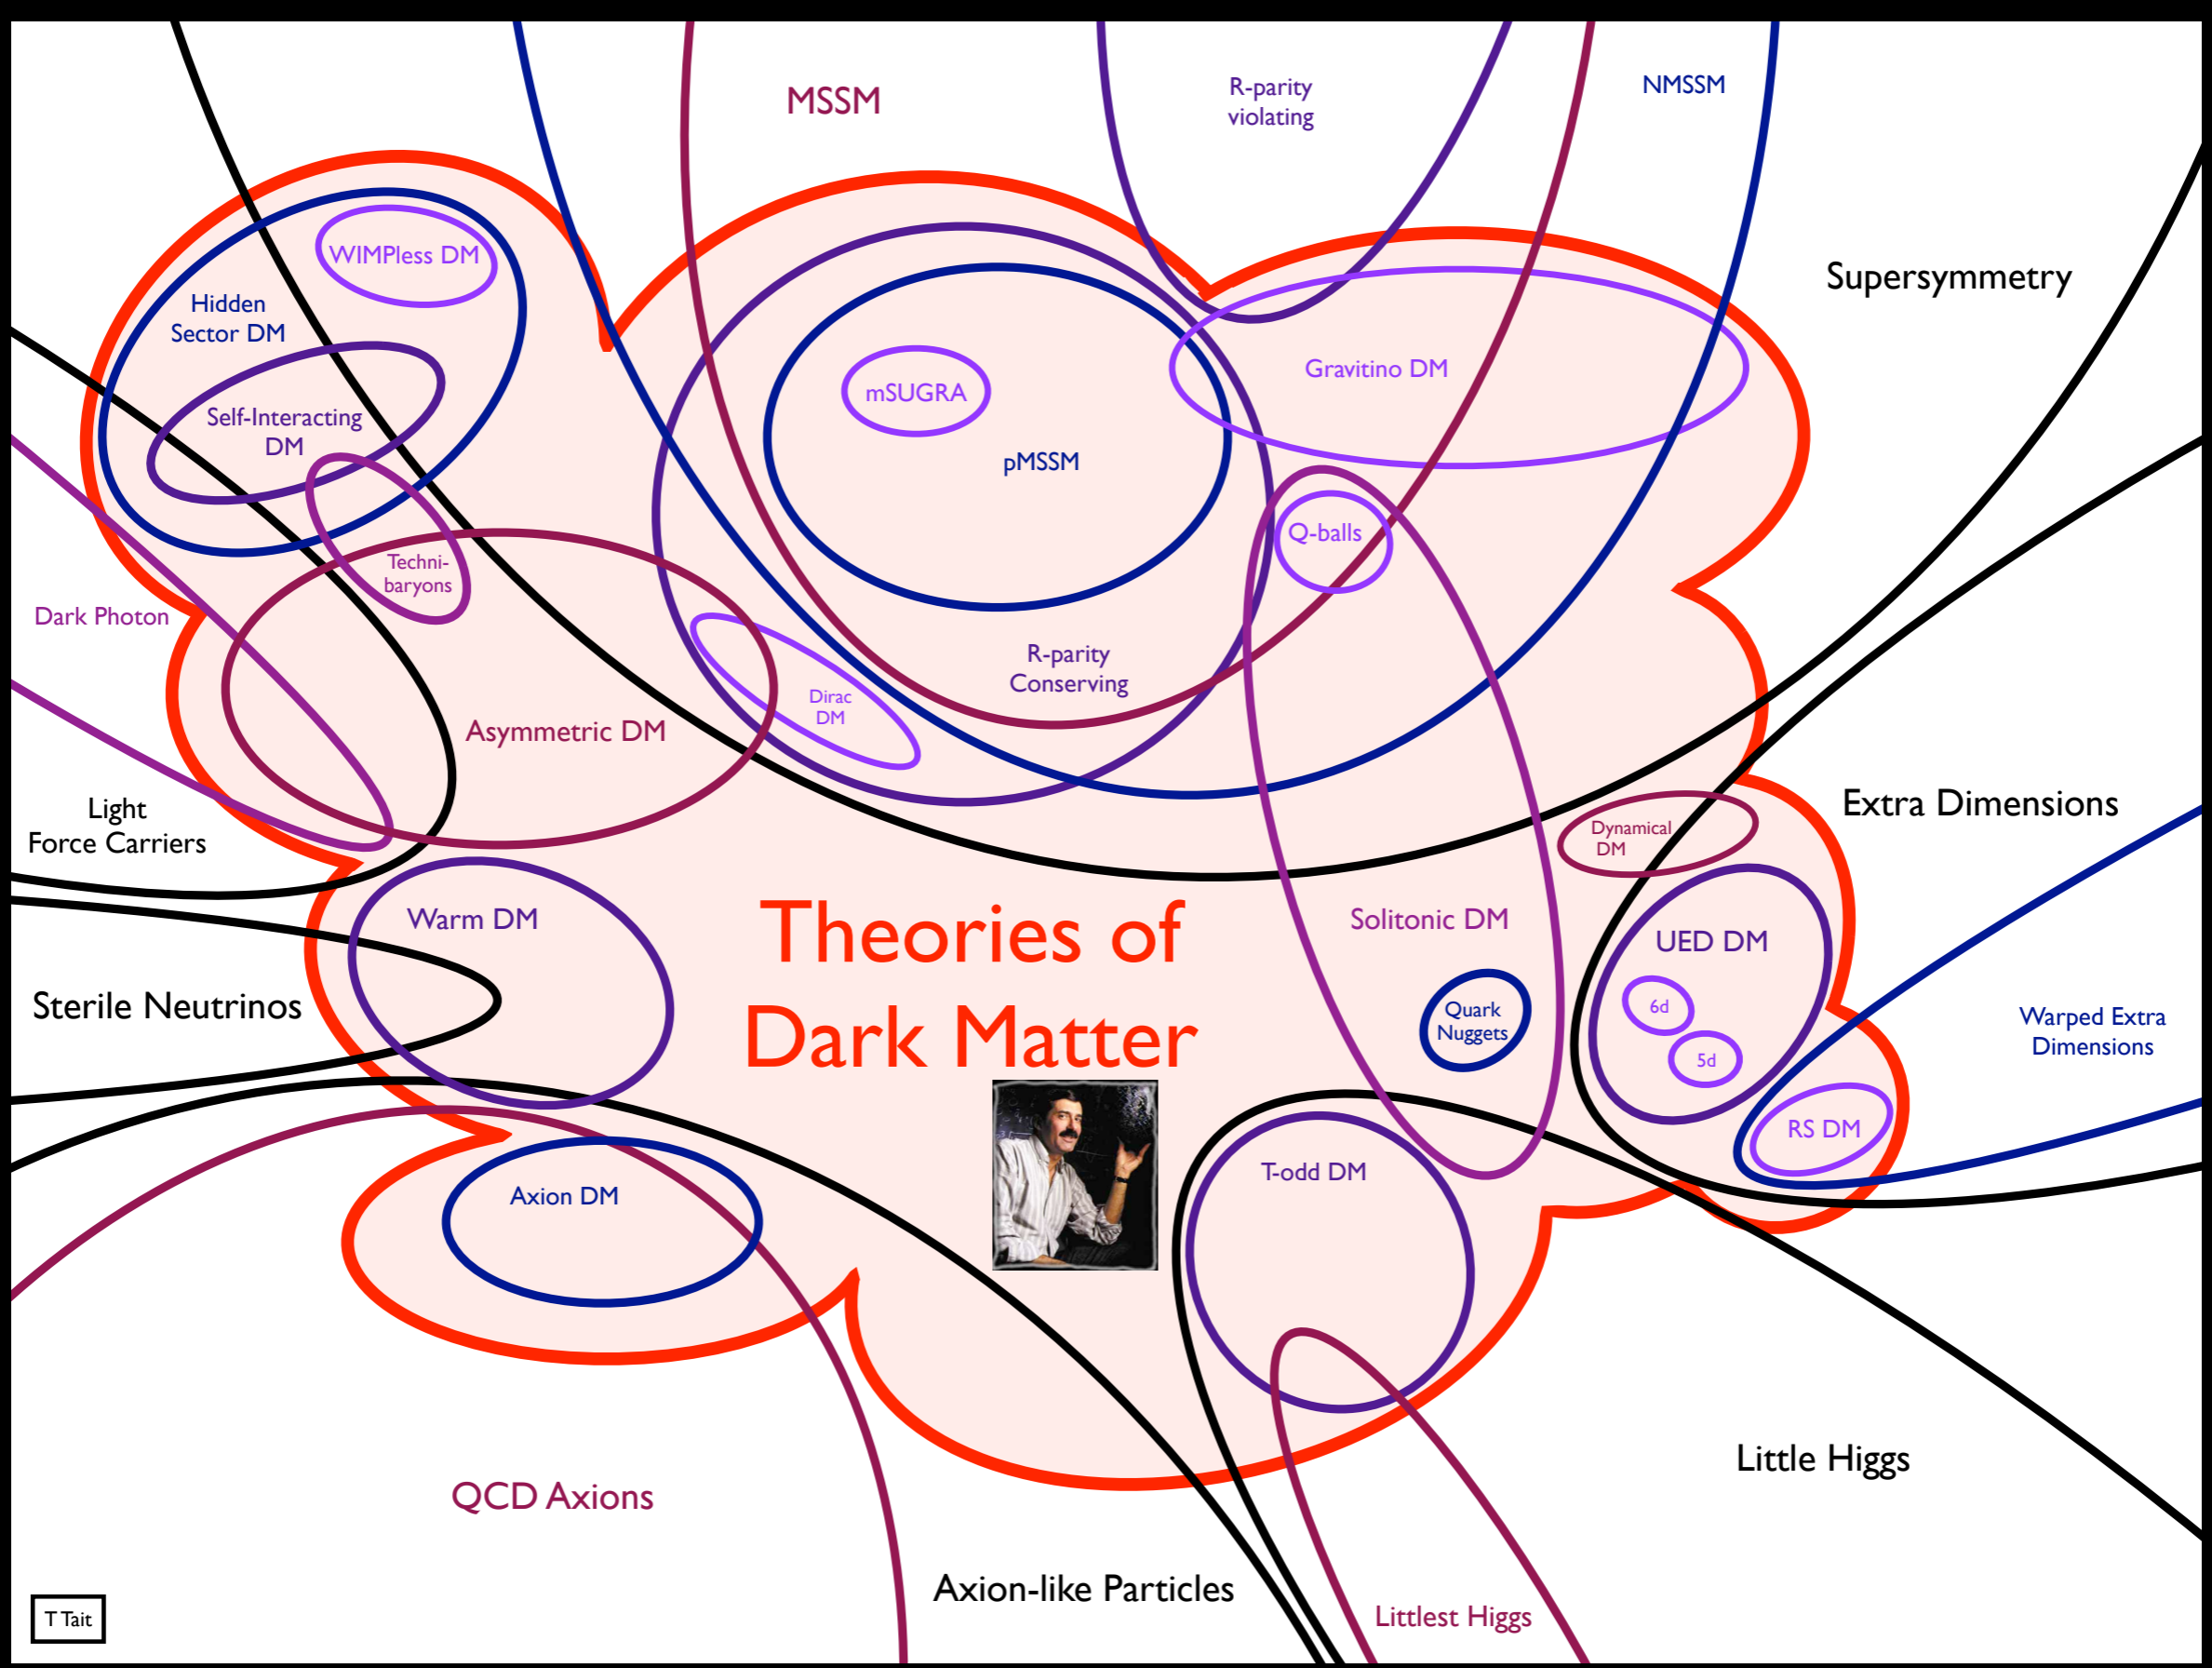 MSSM
R-parity
violating
NMSSM
Supersymmetry
WIMPless DM
Hidden
Sector DM
Self-Interacting
DM
mSUGRA
Gravitino DM
pMSSM
Q-balls
Techni-
baryons
Dark Photon
R-parity
Conserving
Dirac
DM
Asymmetric DM
Light
Force Carriers
Extra Dimensions
Dynamical
DM
Warm DM
Theories of
Dark Matter
Solitonic DM
UED DM
Sterile Neutrinos
Quark
Nuggets
6d
5d
Warped Extra
Dimensions
RS DM
T-odd DM
Axion DM
Little Higgs
QCD Axions
Axion-like Particles
Littlest Higgs
T Tait